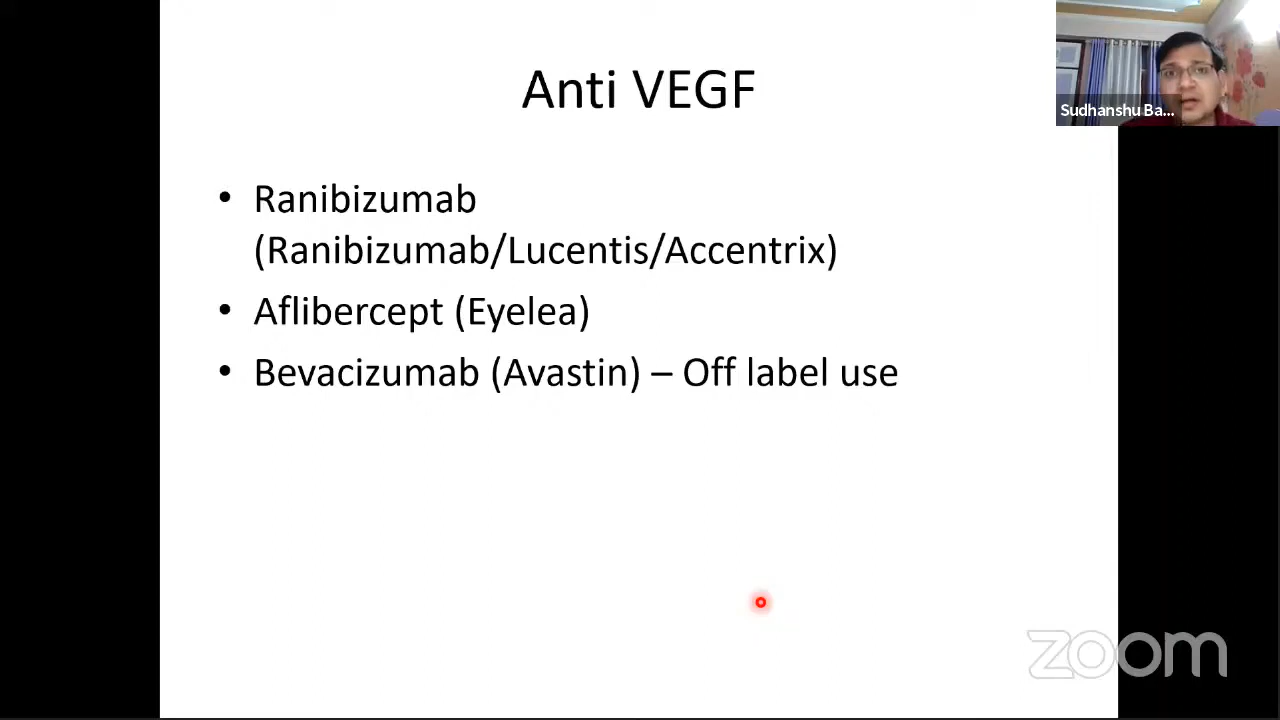 Anti VEGF
Sudhanshu Ba...
• Ranibizumab
(Ranibizumab/Lucentis/Accentrix)
• Aflibercept (Eyelea)
• Bevacizumab (Avastin) – Off label use
zoom